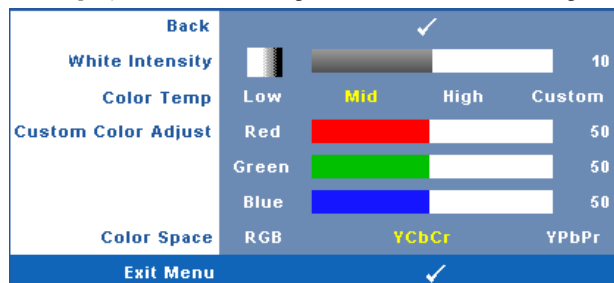 Back
White Intensity 10
Color Temp Low Mid High Custom
Custom Color Adjust Red 50
Green 50
Blue 50
Color Space RGB YCbCr YPbPr
Exit Menu